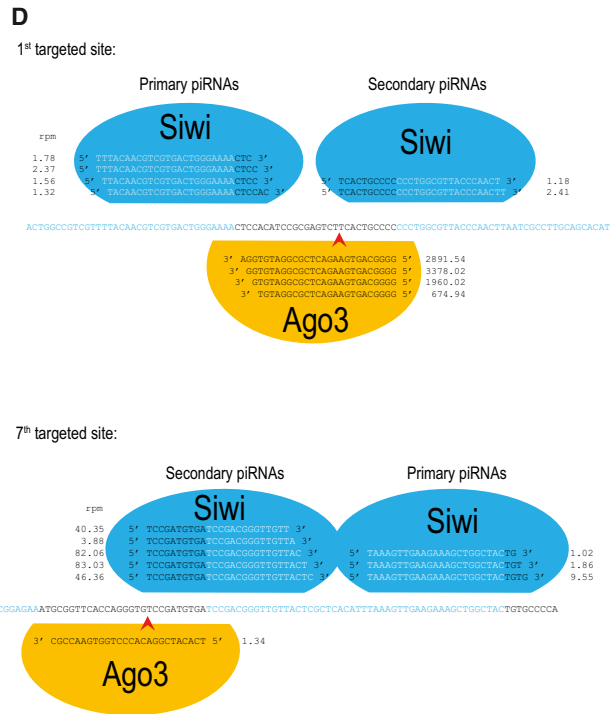 D
1st targeted site:
Primary piRNAs Secondary piRNAs
rpm Siwi Siwi
1.78 5’ TTTACAACGTCGTGACTGGGAAAACTC 3’
2.37 5’ TTTACAACGTCGTGACTGGGAAAACTCC 3’
1.56 5’ TTACAACGTCGTGACTGGGAAAACTCC 3’ 5’ TCACTGCCCCCCCTGGCGTTACCCAACT 3’ 1.18
1.32 5’ TACAACGTCGTGACTGGGAAAACTCCAC 3’ 5’ TCACTGCCCCCCCTGGCGTTACCCAACTT 3’ 2.41
ACTGGCCGTCGTTTTACAACGTCGTGACTGGGAAAACTCCACATCCGCGAGTCTTCACTGCCCCCCCTGGCGTTACCCAACTTAATCGCCTTGCAGCACAT
3’ AGGTGTAGGCGCTCAGAAGTGACGGGG 5’ 2891.54
3’ GGTGTAGGCGCTCAGAAGTGACGGGG 5’ 3378.02
3’ GTGTAGGCGCTCAGAAGTGACGGGG 5’ 1960.02
3’ TGTAGGCGCTCAGAAGTGACGGGG 5’ 674.94
Ago3
7th targeted site:
Secondary piRNAs Primary piRNAs
rpm Siwi Siwi
40.35 5’ TCCGATGTGATCCGACGGGTTGTT 3’
3.88 5’ TCCGATGTGATCCGACGGGTTGTTA 3’
82.06 5’ TCCGATGTGATCCGACGGGTTGTTAC 3’ 5’ TAAAGTTGAAGAAAGCTGGCTACTG 3’ 1.02
83.03 5’ TCCGATGTGATCCGACGGGTTGTTACT 3’ 5’ TAAAGTTGAAGAAAGCTGGCTACTGT 3’ 1.86
46.36 5’ TCCGATGTGATCCGACGGGTTGTTACTC 3’ 5’ TAAAGTTGAAGAAAGCTGGCTACTGTG 3’ 9.55
CGGAGAAATGCGGTTCACCAGGGTGTCCGATGTGATCCGACGGGTTGTTACTCGCTCACATTTAAAGTTGAAGAAAGCTGGCTACTGTGCCCCA
3’ CGCCAAGTGGTCCCACAGGCTACACT 5’ 1.34
Ago3